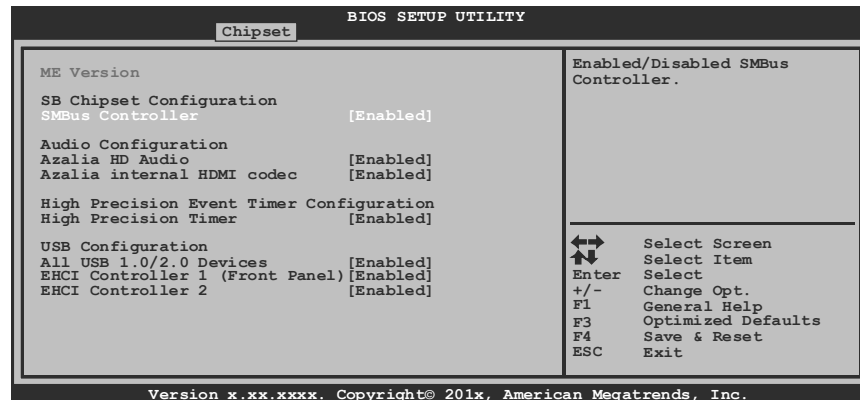 BIOS SETUP UTILITY
Chipset
ME Version
SB Chipset Configuration
SMBus Controller [Enabled]
Audio Configuration
Azalia HD Audio [Enabled]
Azalia internal HDMI codec [Enabled]
High Precision Event Timer Configuration
High Precision Timer [Enabled]
USB Configuration
All USB 1.0/2.0 Devices [Enabled]
EHCI Controller 1 (Front Panel)[Enabled]
EHCI Controller 2 [Enabled]
Enabled/Disabled SMBus
Controller.
Select Screen
Select Item
Enter Select
+/- Change Opt.
F1 General Help
F3 Optimized Defaults
F4 Save & Reset
ESC Exit
Version x.xx.xxxx. Copyright© 201x, American Megatrends, Inc.